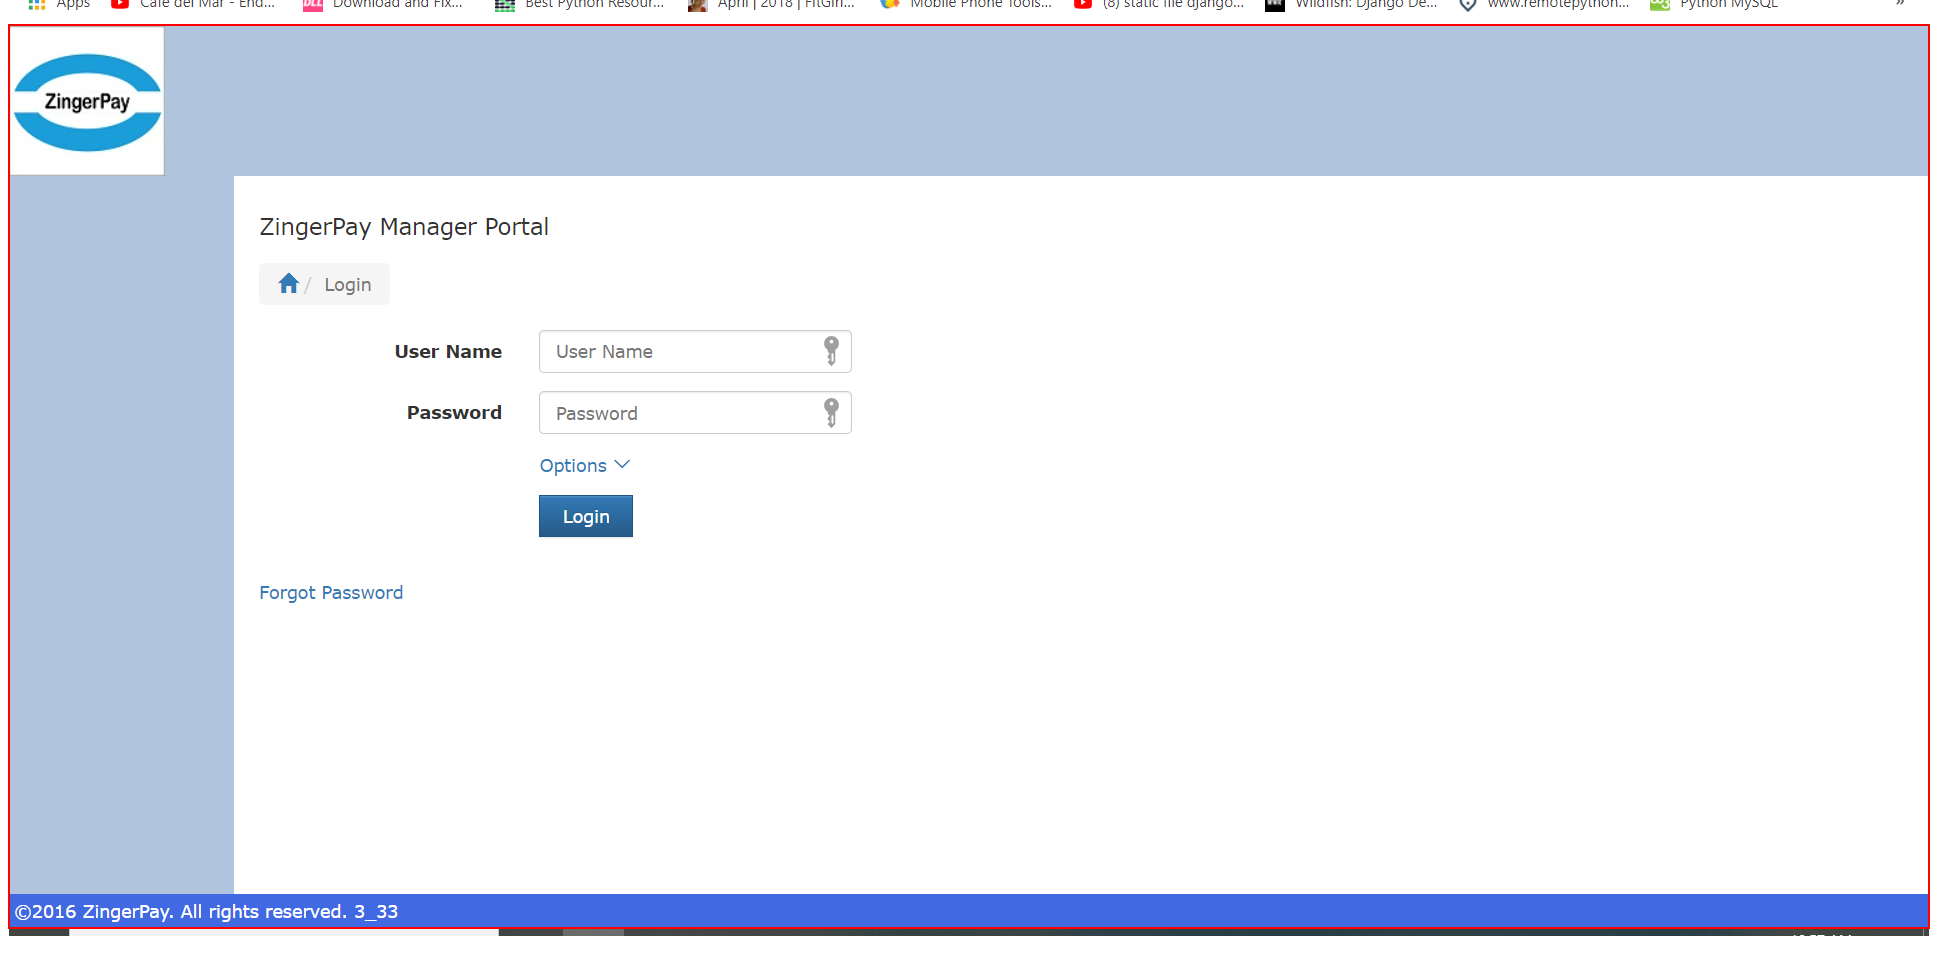 Apps Café del Mar - End... Download and Fix... Best Python Resour... April | 2018 | FitGirl... Mobile Phone Tools... (8) static file django... Wildfish: Django De... www.remotepython... Python MySQL »
ZingerPay
ZingerPay Manager Portal
/ Login
User Name User Name
Password Password
Options
Login
Forgot Password
©2016 ZingerPay. All rights reserved. 3_33